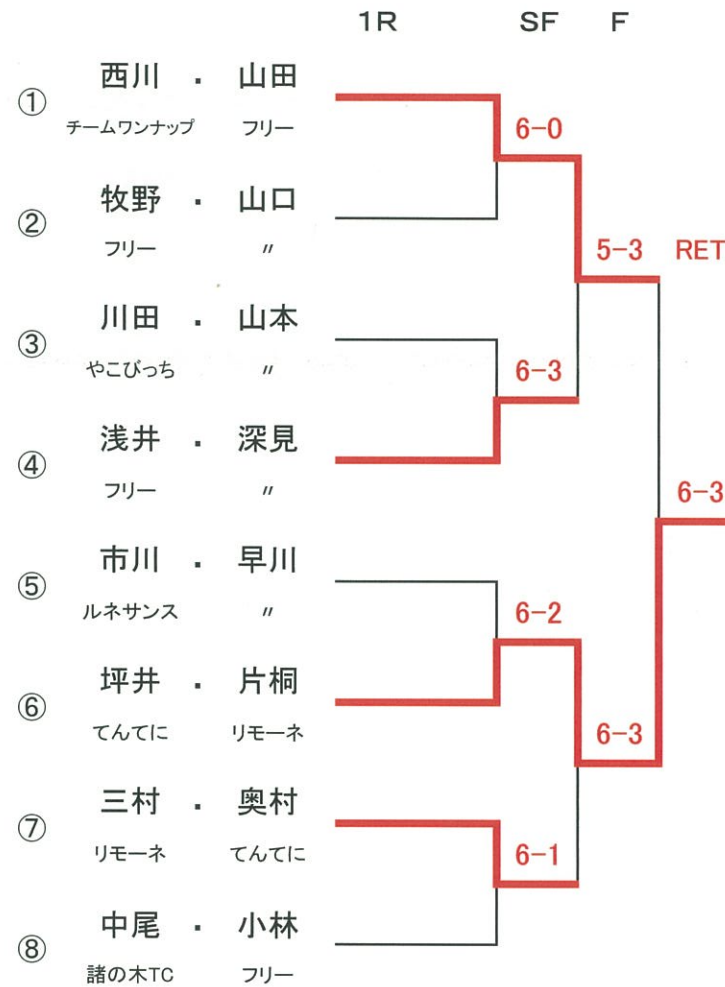 1R SF F
西川 ・ 山田
①
チームワンナップ フリー
6-0
牧野 ・ 山口
②
フリー 〃
5-3 RET
川田 ・ 山本
③
やこびっち 〃
6-3
浅井 ・ 深見
④
フリー 〃
6-3
市川 ・ 早川
⑤
ルネサンス 〃
6-2
坪井 ・ 片桐
⑥
てんてに リモーネ
6-3
三村 ・ 奥村
⑦
リモーネ てんてに
6-1
中尾 ・ 小林
⑧
諸の木TC フリー